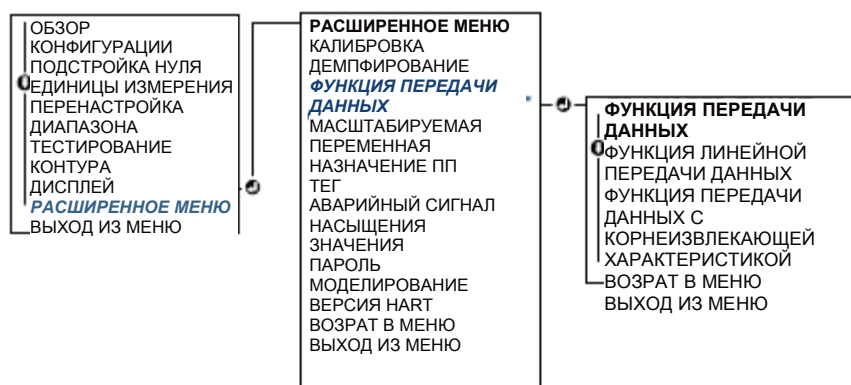 ОБЗОР
КОНФИГУРАЦИИ
ПОДСТРОЙКА НУЛЯ
ЕДИНИЦЫ ИЗМЕРЕНИЯ
ПЕРЕНАСТРОЙКА
ДИАПАЗОНА
ТЕСТИРОВАНИЕ
КОНТУРА
ДИСПЛЕЙ
РАСШИРЕННОЕ МЕНЮ
ВЫХОД ИЗ МЕНЮ
РАСШИРЕННОЕ МЕНЮ
КАЛИБРОВКА
ДЕМПФИРОВАНИЕ
ФУНКЦИЯ ПЕРЕДАЧИ
ДАННЫХ
МАСШТАБИРУЕМАЯ
ПЕРЕМЕННАЯ
НАЗНАЧЕНИЕ ПП
ТЕГ
АВАРИЙНЫЙ СИГНАЛ
НАСЫЩЕНИЯ
ЗНАЧЕНИЯ
ПАРОЛЬ
МОДЕЛИРОВАНИЕ
ВЕРСИЯ HART
ВОЗРАТ В МЕНЮ
ВЫХОД ИЗ МЕНЮ
ФУНКЦИЯ ПЕРЕДАЧИ
ДАННЫХ
ФУНКЦИЯ ЛИНЕЙНОЙ
ПЕРЕДАЧИ ДАННЫХ
ФУНКЦИЯ ПЕРЕДАЧИ
ДАННЫХ С
КОРНЕИЗВЛЕКАЮЩЕЙ
ХАРАКТЕРИСТИКОЙ
ВОЗРАТ В МЕНЮ
ВЫХОД ИЗ МЕНЮ